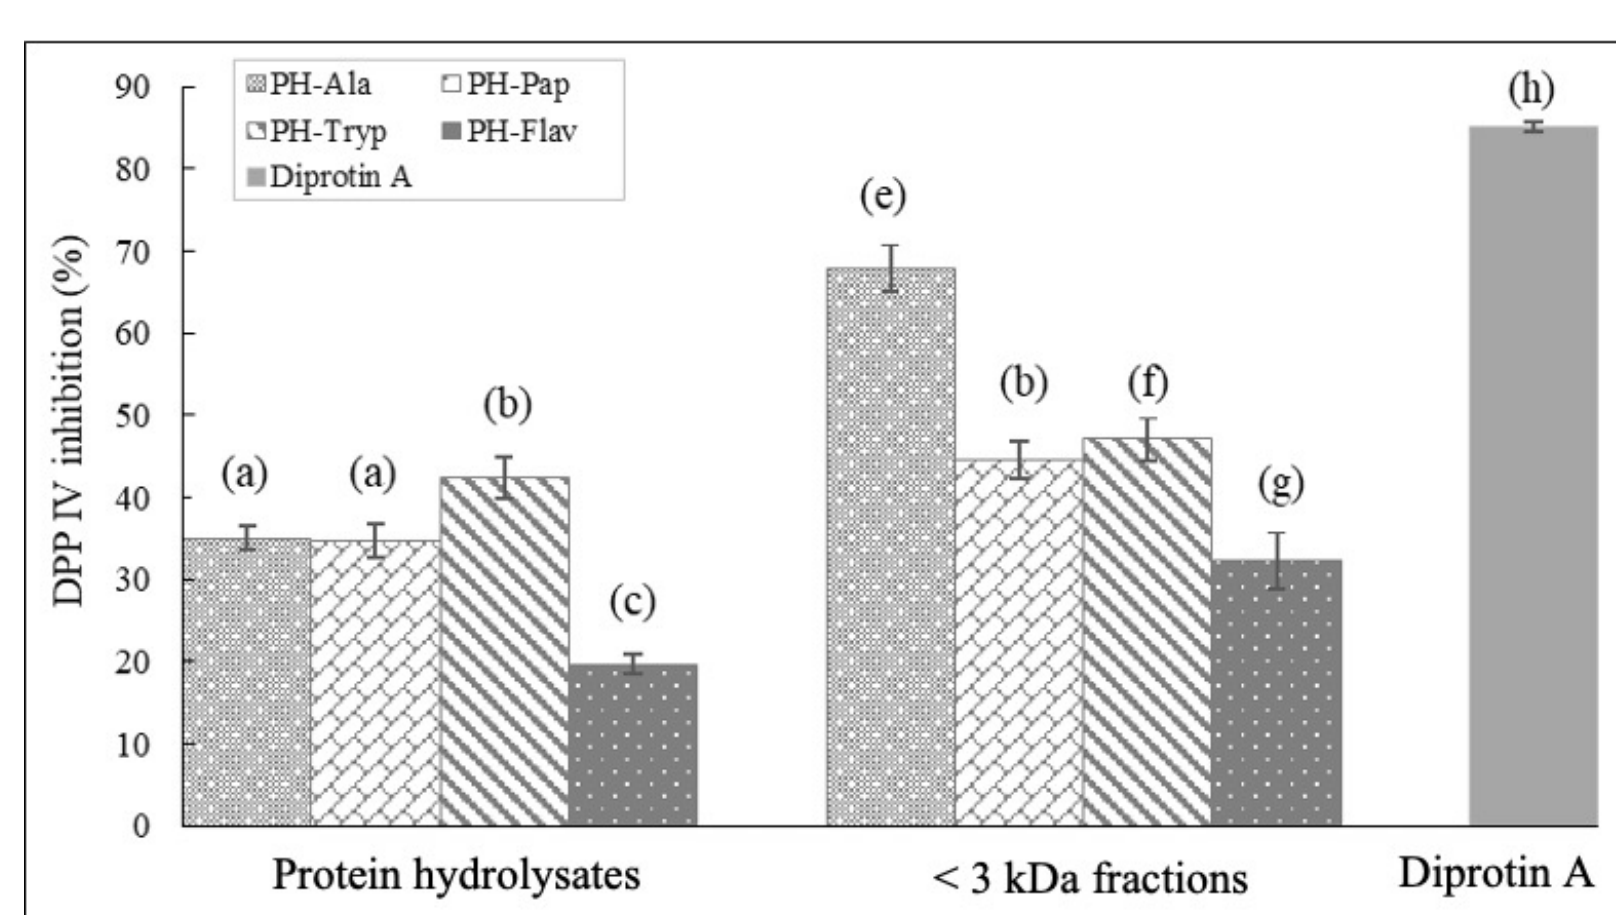 DPP IV inhibition (%)
90
80
70
60
50
40
30
20
10
0
PH-Ala PH-Pap
PH-Tryp PH-Flav
Diprotin A
(a) (a) (b) (c)
(e) (b) (f) (g)
(h)
Protein hydrolysates
< 3 kDa fractions
Diprotin A